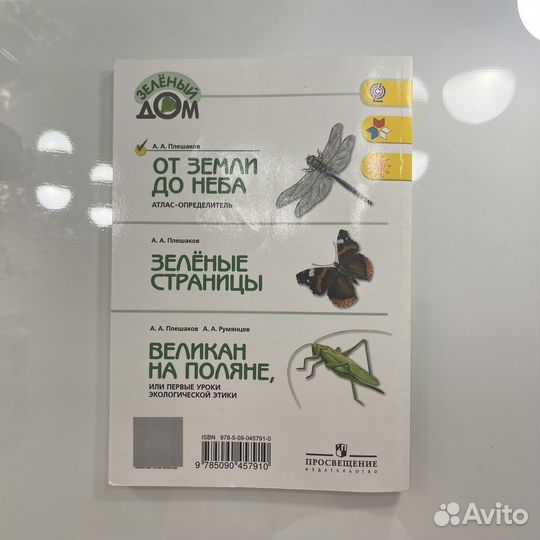 ЗЕЛЁНЫЙ
ДОМ
А. А. Плешаков
ОТ ЗЕМЛИ
ДО НЕБА
АТЛАС-ОПРЕДЕЛИТЕЛЬ
А. А. Плешаков
ЗЕЛЁНЫЕ
СТРАНИЦЫ
А. А. Плешаков А. А. Румянцев
ВЕЛИКАН
НА ПОЛЯНЕ,
ИЛИ ПЕРВЫЕ УРОКИ
ЭКОЛОГИЧЕСКОЙ ЭТИКИ
ISBN 978-5-09-045791-0
9 785090 457910
ПРОСВЕЩЕНИЕ
ИЗДАТЕЛЬСТВО
Avito